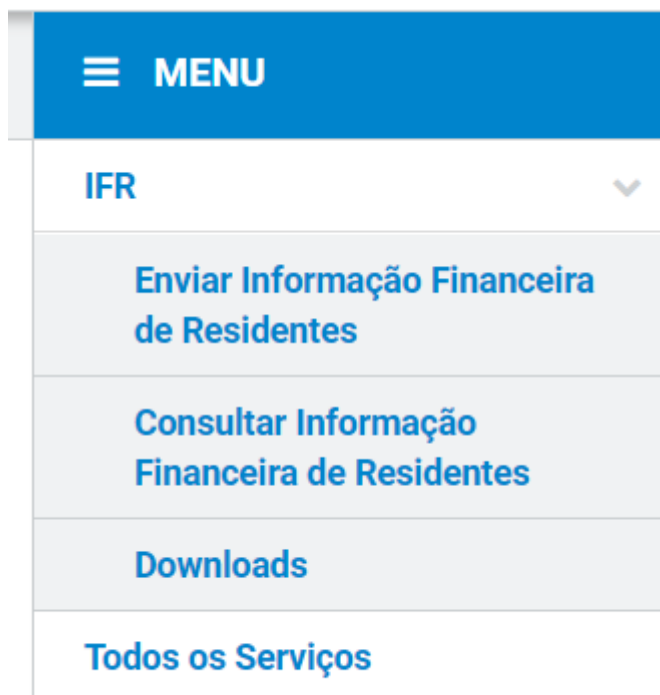 MENU
IFR
Enviar Informação Financeira
de Residentes
Consultar Informação
Financeira de Residentes
Downloads
Todos os Serviços